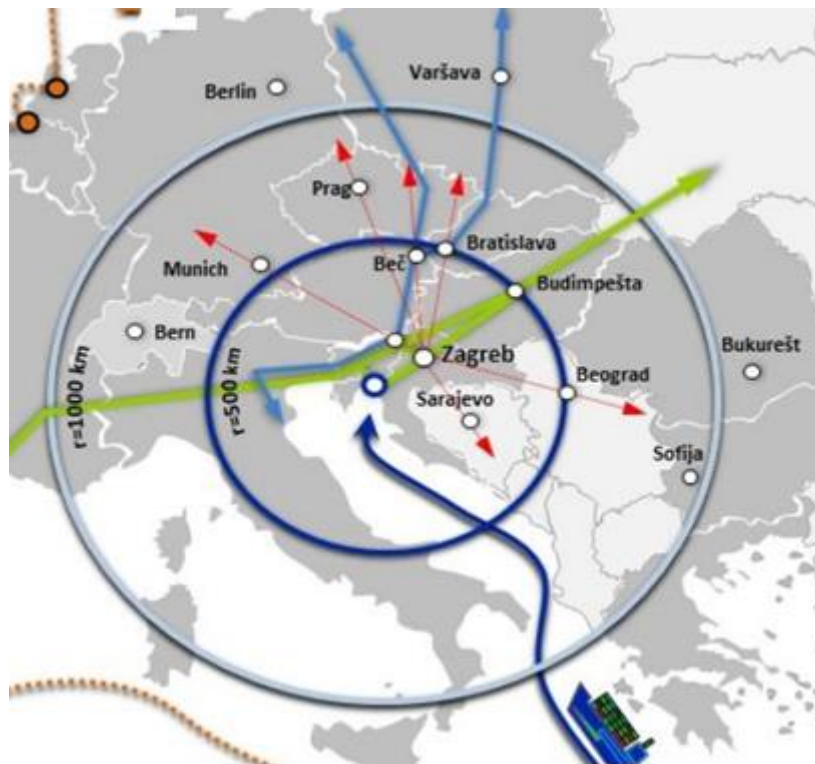 Varšava
Berlin
Prag
Bratislava
Munich
Beč
Budimpešta
Bern
Zagreb
Bukurešt
r=1000 km
r=500 km
Beograd
Sarajevo
Sofija